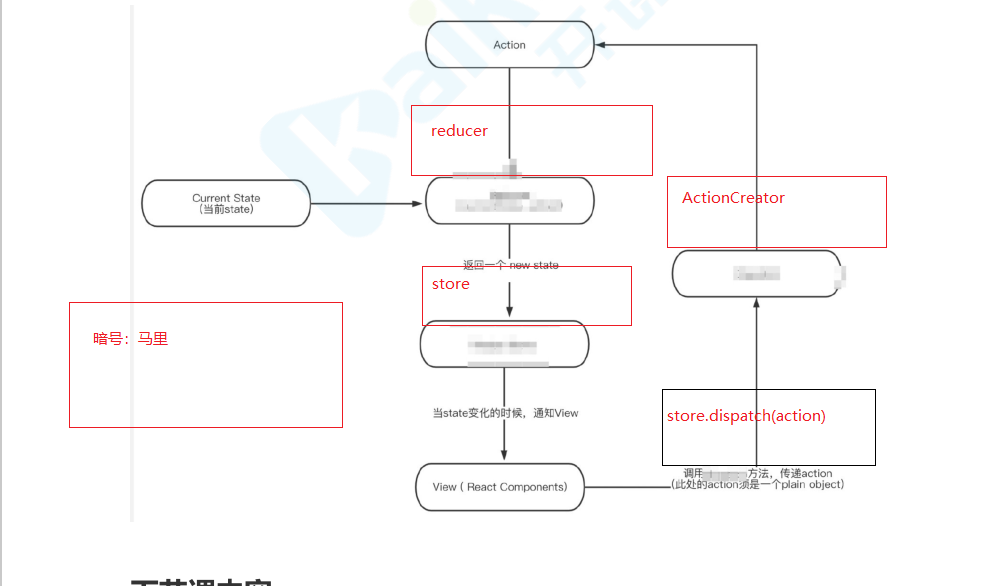 Action
reducer
Current State
(当前state)
ActionCreator
返回一个 new state
store
暗号：马里
当state变化的时候，通知View
store.dispatch(action)
调用
方法，传递action
(此处的action须是一个plain object)
View ( React Components)